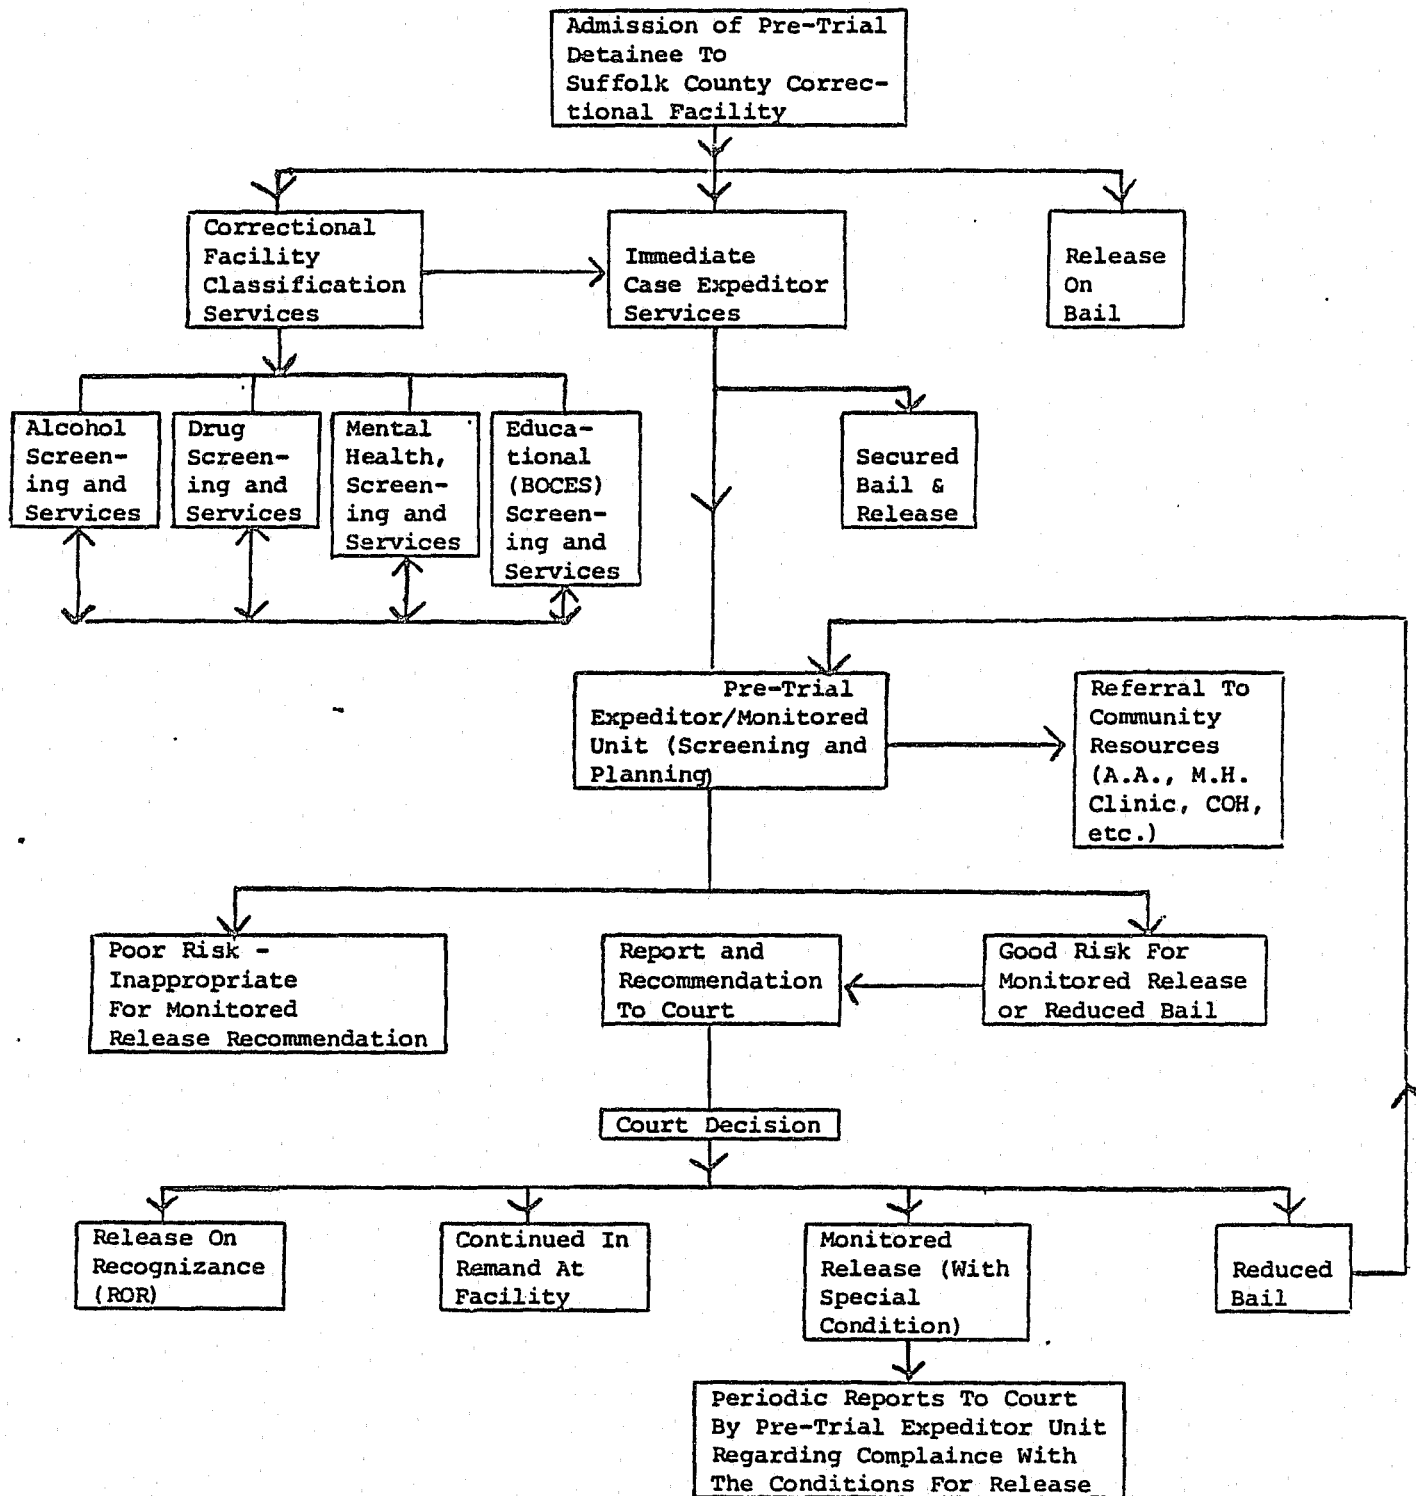 Admission of Pre-Trial
Detainee To
Suffolk County Correc-
tional Facility
Correctional
Facility
Classification
Services
Immediate
Case Expeditor
Services
Release
On
Bail
Alcohol
Screen-
ing and
Services
Drug
Screen-
ing and
Services
Mental
Health,
Screen-
ing and
Services
Educa-
tional
(BOCES)
Screen-
ing and
Services
Secured
Bail &
Release
Pre-Trial
Expeditor/Monitored
Unit (Screening and
Planning)
Referral To
Community
Resources
(A.A., M.H.
Clinic, COH,
etc.)
Poor Risk -
Inappropriate
For Monitored
Release Recommendation
Report and
Recommendation
To Court
Good Risk For
Monitored Release
or Reduced Bail
Court Decision
Release On
Recognizance
(ROR)
Continued In
Remand At
Facility
Monitored
Release (With
Special
Condition)
Reduced
Bail
Periodic Reports To Court
By Pre-Trial Expeditor Unit
Regarding Complaince With
The Conditions For Release